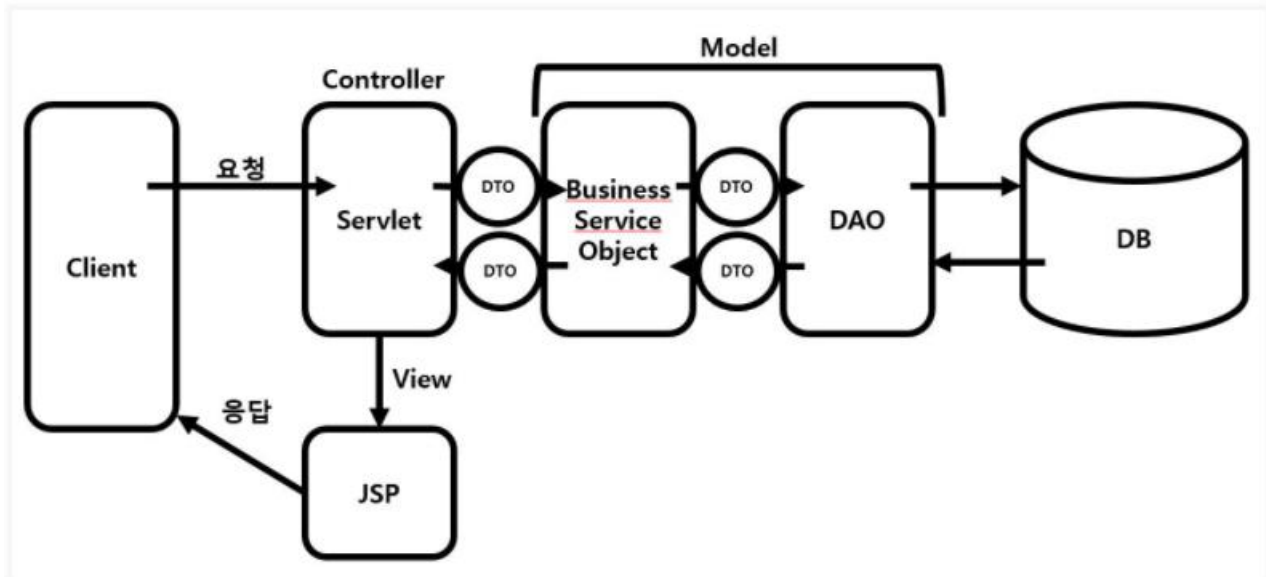 Model
Controller
요청
DTO
DTO
Business
Service
Object
Servlet
DAO
DB
Client
DTO
DTO
View
응답
JSP